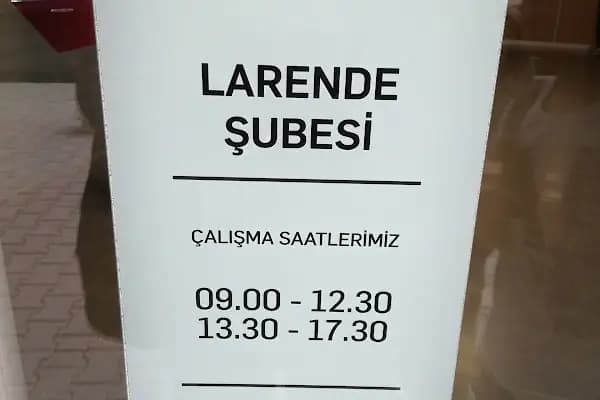 LARENDE
ŞUBESİ
ÇALIŞMA SAATLERİMİZ
09.00 - 12.30
13.30 - 17.30